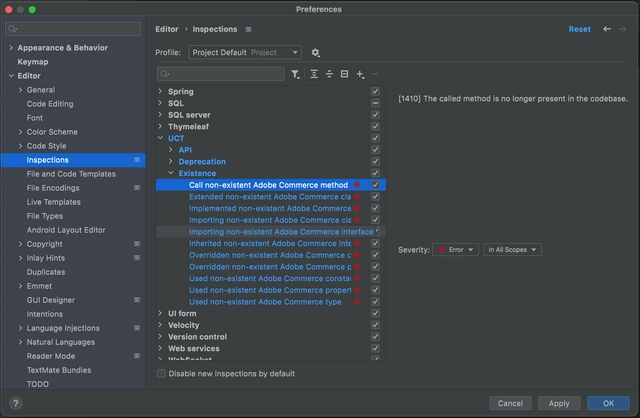 Preferences
Appearance & Behavior
Keymap
Editor
General
Code Editing
Font
Color Scheme
Code Style
Inspections
File and Code Templates
File Encodings
Live Templates
File Types
Android Layout Editor
Copyright
Inlay Hints
Duplicates
Emmet
GUI Designer
Intentions
Language Injections
Natural Languages
Reader Mode
TextMate Bundles
TODO
?
Editor › Inspections
Reset
Profile: Project Default Project
Spring
SQL
SQL server
Thymeleaf
UCT
API
Deprecation
Existence
Call non-existent Adobe Commerce method
Extended non-existent Adobe Commerce cla
Implemented non-existent Adobe Commerce
Importing non-existent Adobe Commerce cla
Importing non-existent Adobe Commerce interface
Inherited non-existent Adobe Commerce inte
Overridden non-existent Adobe Commerce c
Overridden non-existent Adobe Commerce p
Used non-existent Adobe Commerce consta
Used non-existent Adobe Commerce propert
Used non-existent Adobe Commerce type
UI form
Velocity
Version control
Web services
WebSocket
Disable new inspections by default
[1410] The called method is no longer present in the codebase.
Severity: Error In All Scopes
Cancel Apply OK